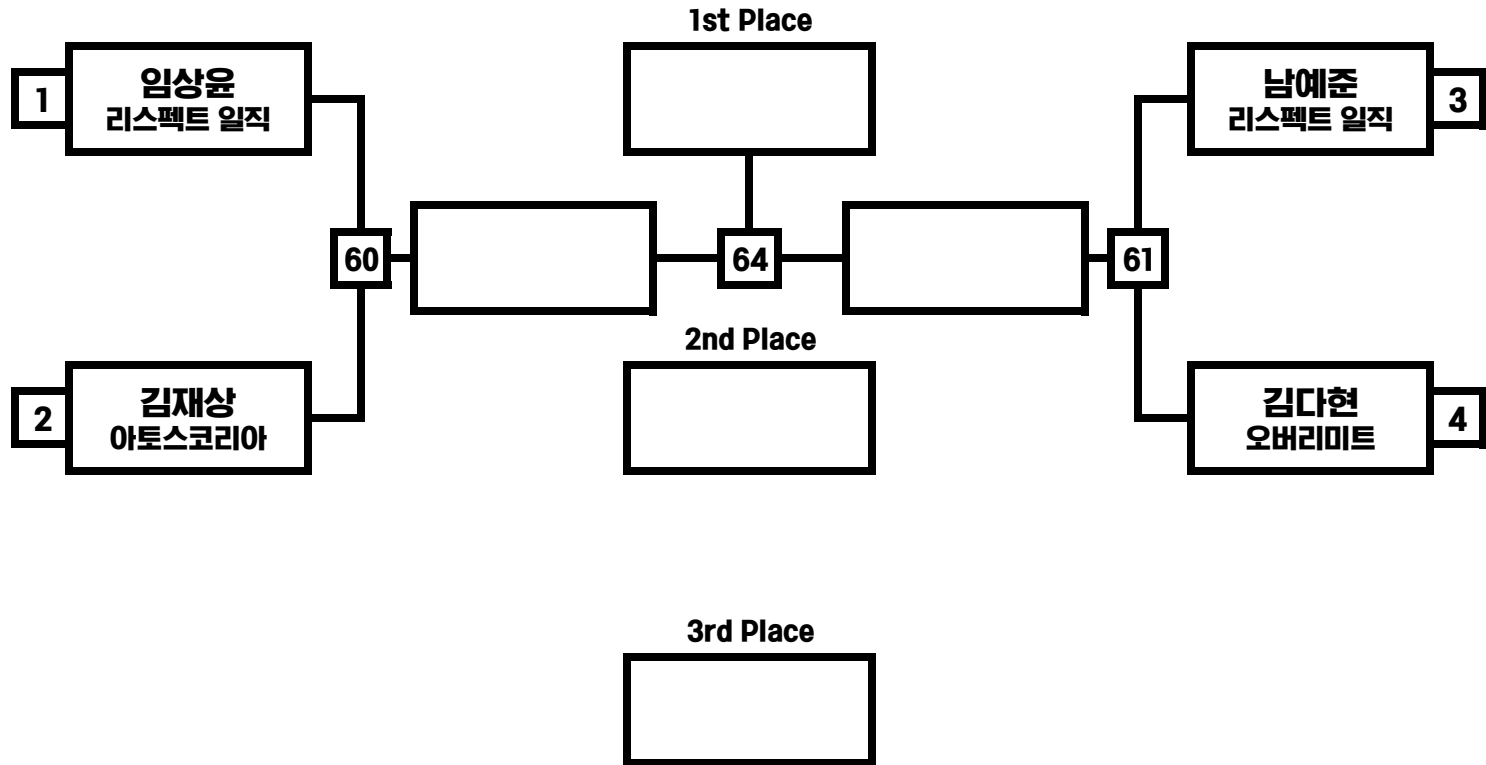 1st Place
1
임상윤
리스펙트 일직
남예준
리스펙트 일직
3
60
64
61
2nd Place
2
김재상
아토스코리아
김다현
오버리미트
4
3rd Place